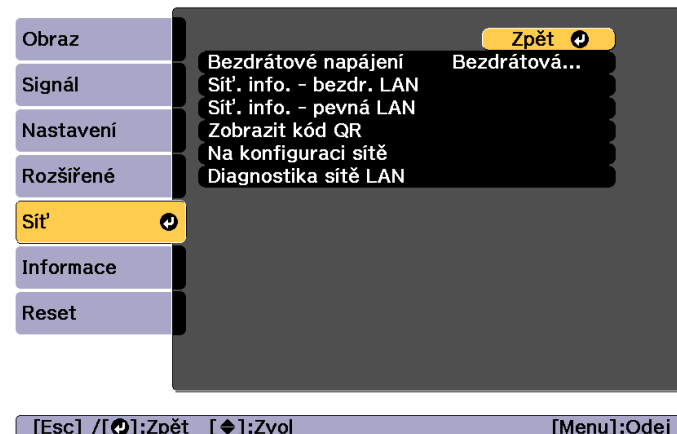 Obraz
Signál
Nastavení
Rozšířené
Síť
Informace
Reset
Zpět
Bezdrátové napájení Bezdrátová...
Síť. info. - bezdr. LAN
Síť. info. - pevná LAN
Zobrazit kód QR
Na konfiguraci sítě
Diagnostika sítě LAN
[Esc] /[ ]:Zpět [ ]:Zvol [Menu]:Odej